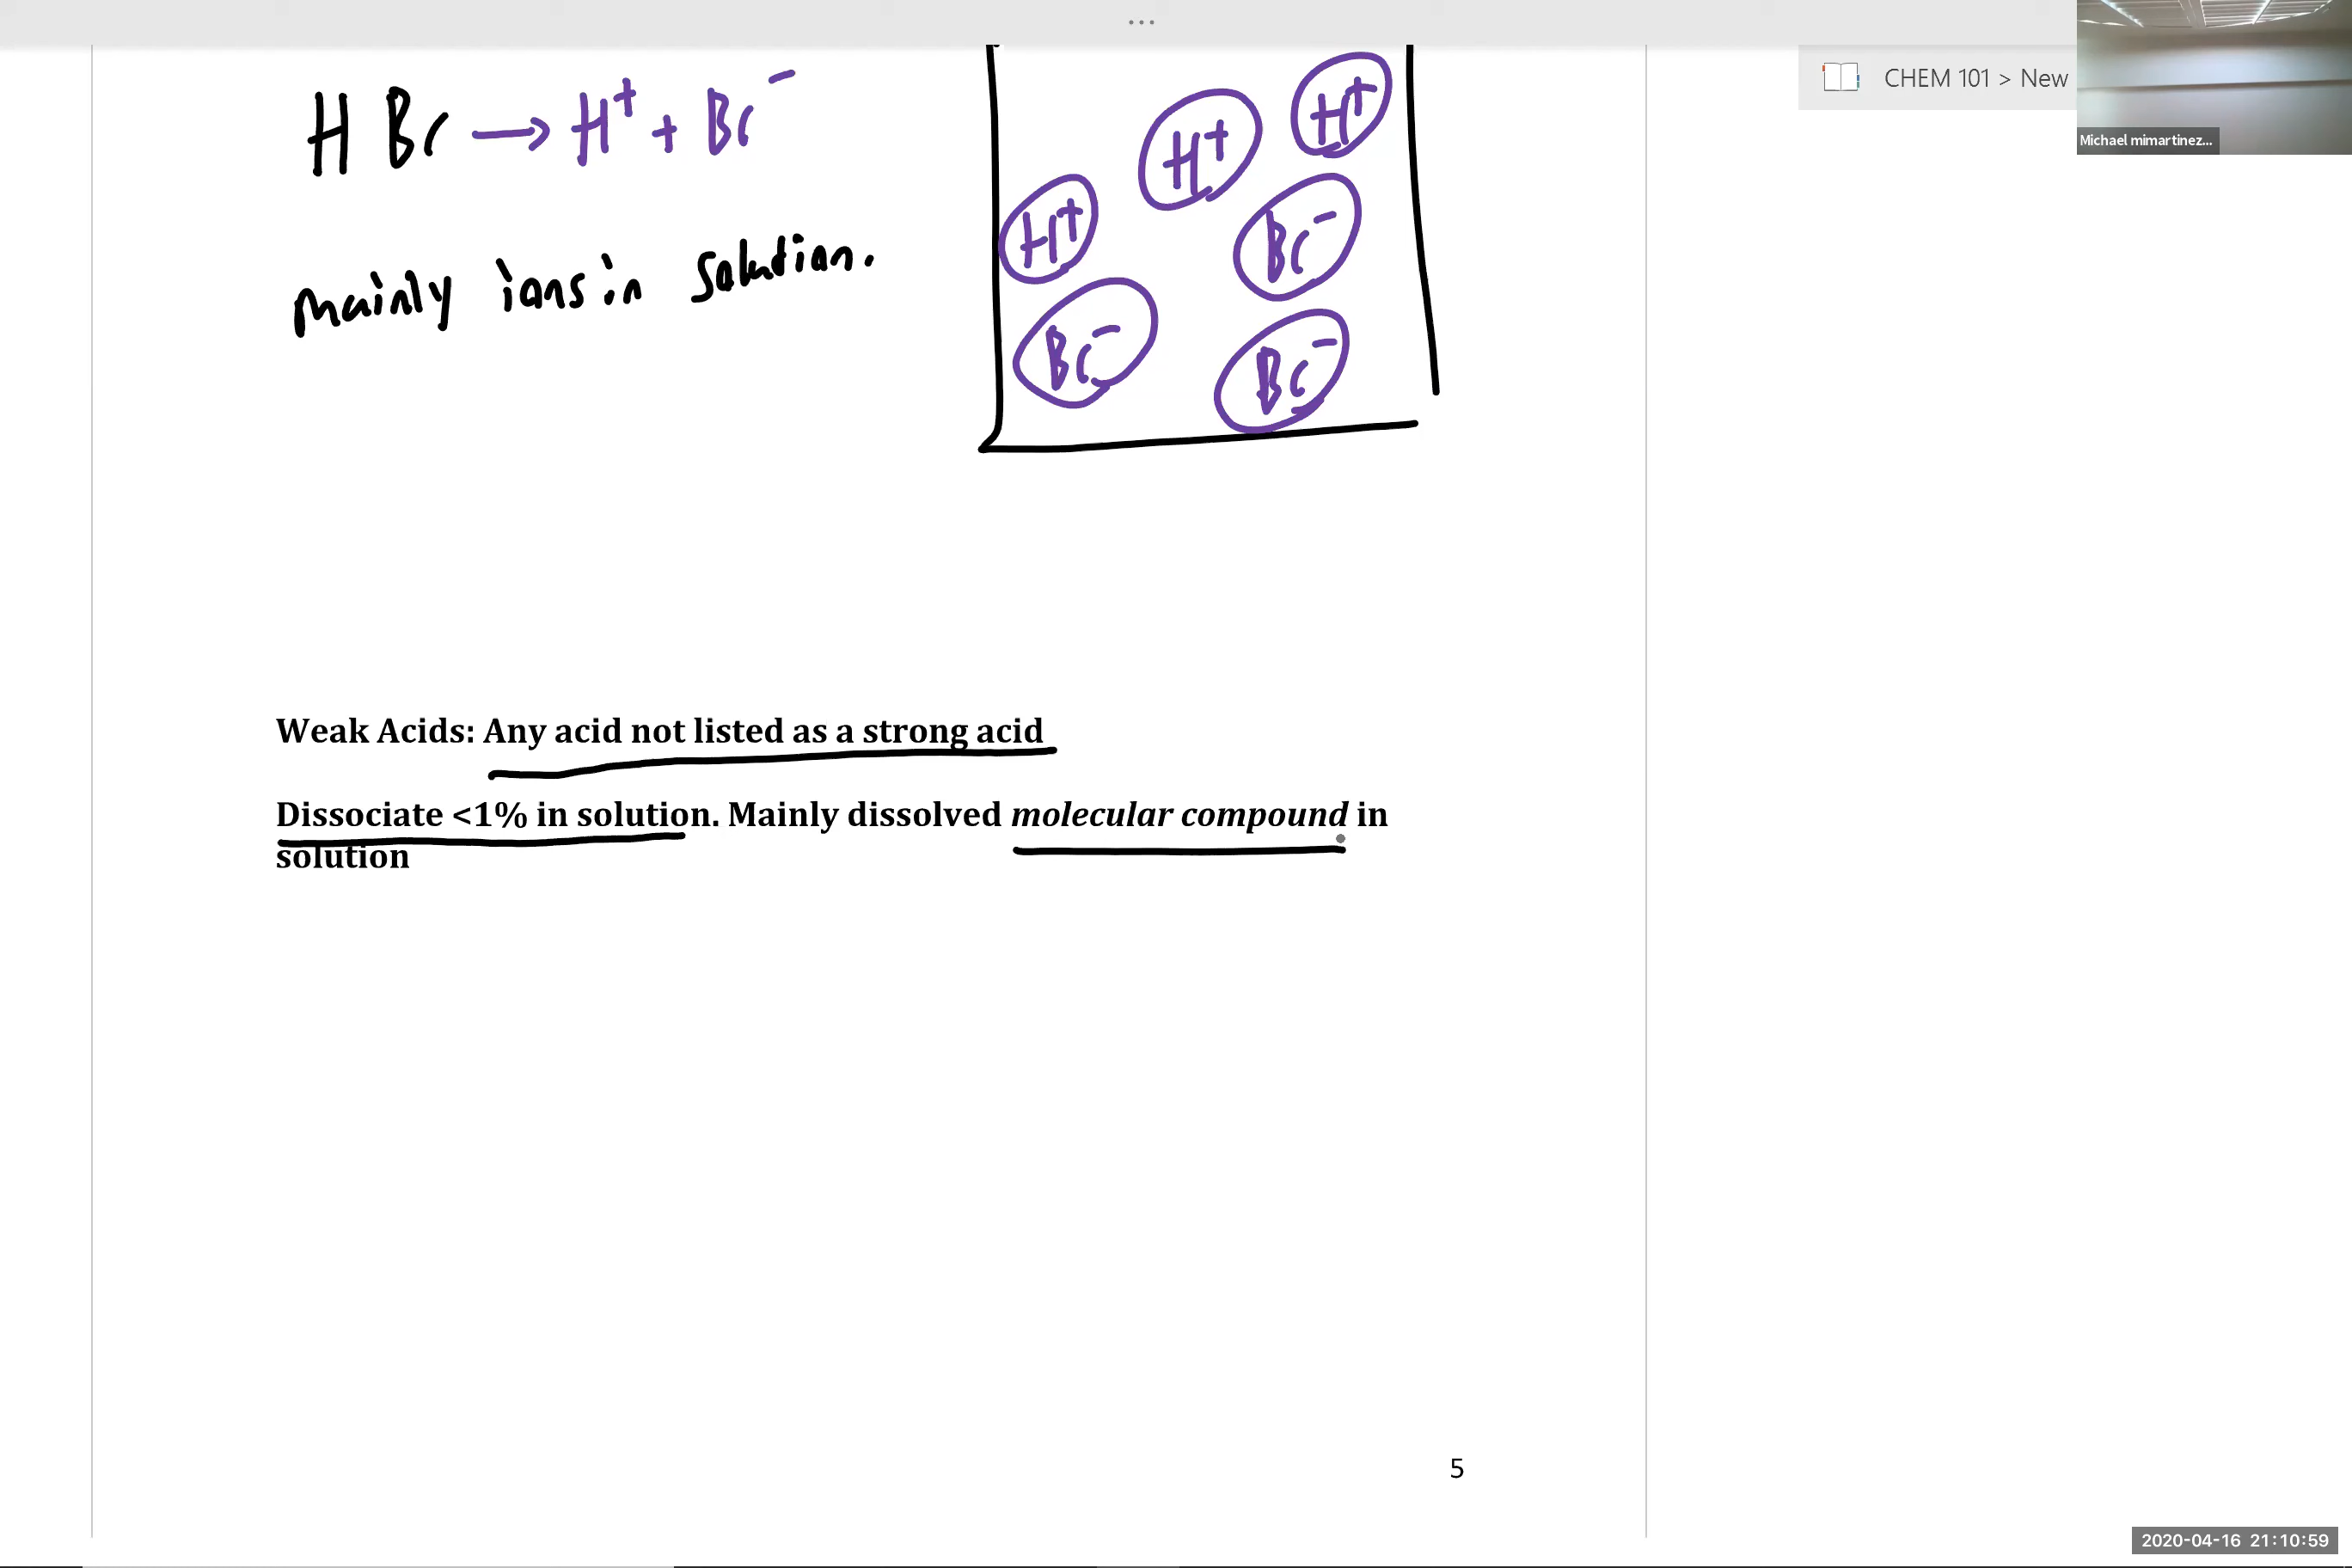 ...
CHEM 101 > New
Michael mimartinez...
H Br → H⁺ + Br⁻
H⁺
H⁺
H⁺
Br⁻
mainly ions in solution.
Br⁻
Br⁻
Weak Acids: Any acid not listed as a strong acid
Dissociate <1% in solution. Mainly dissolved molecular compound in
solution
5
2020-04-16 21:10:59